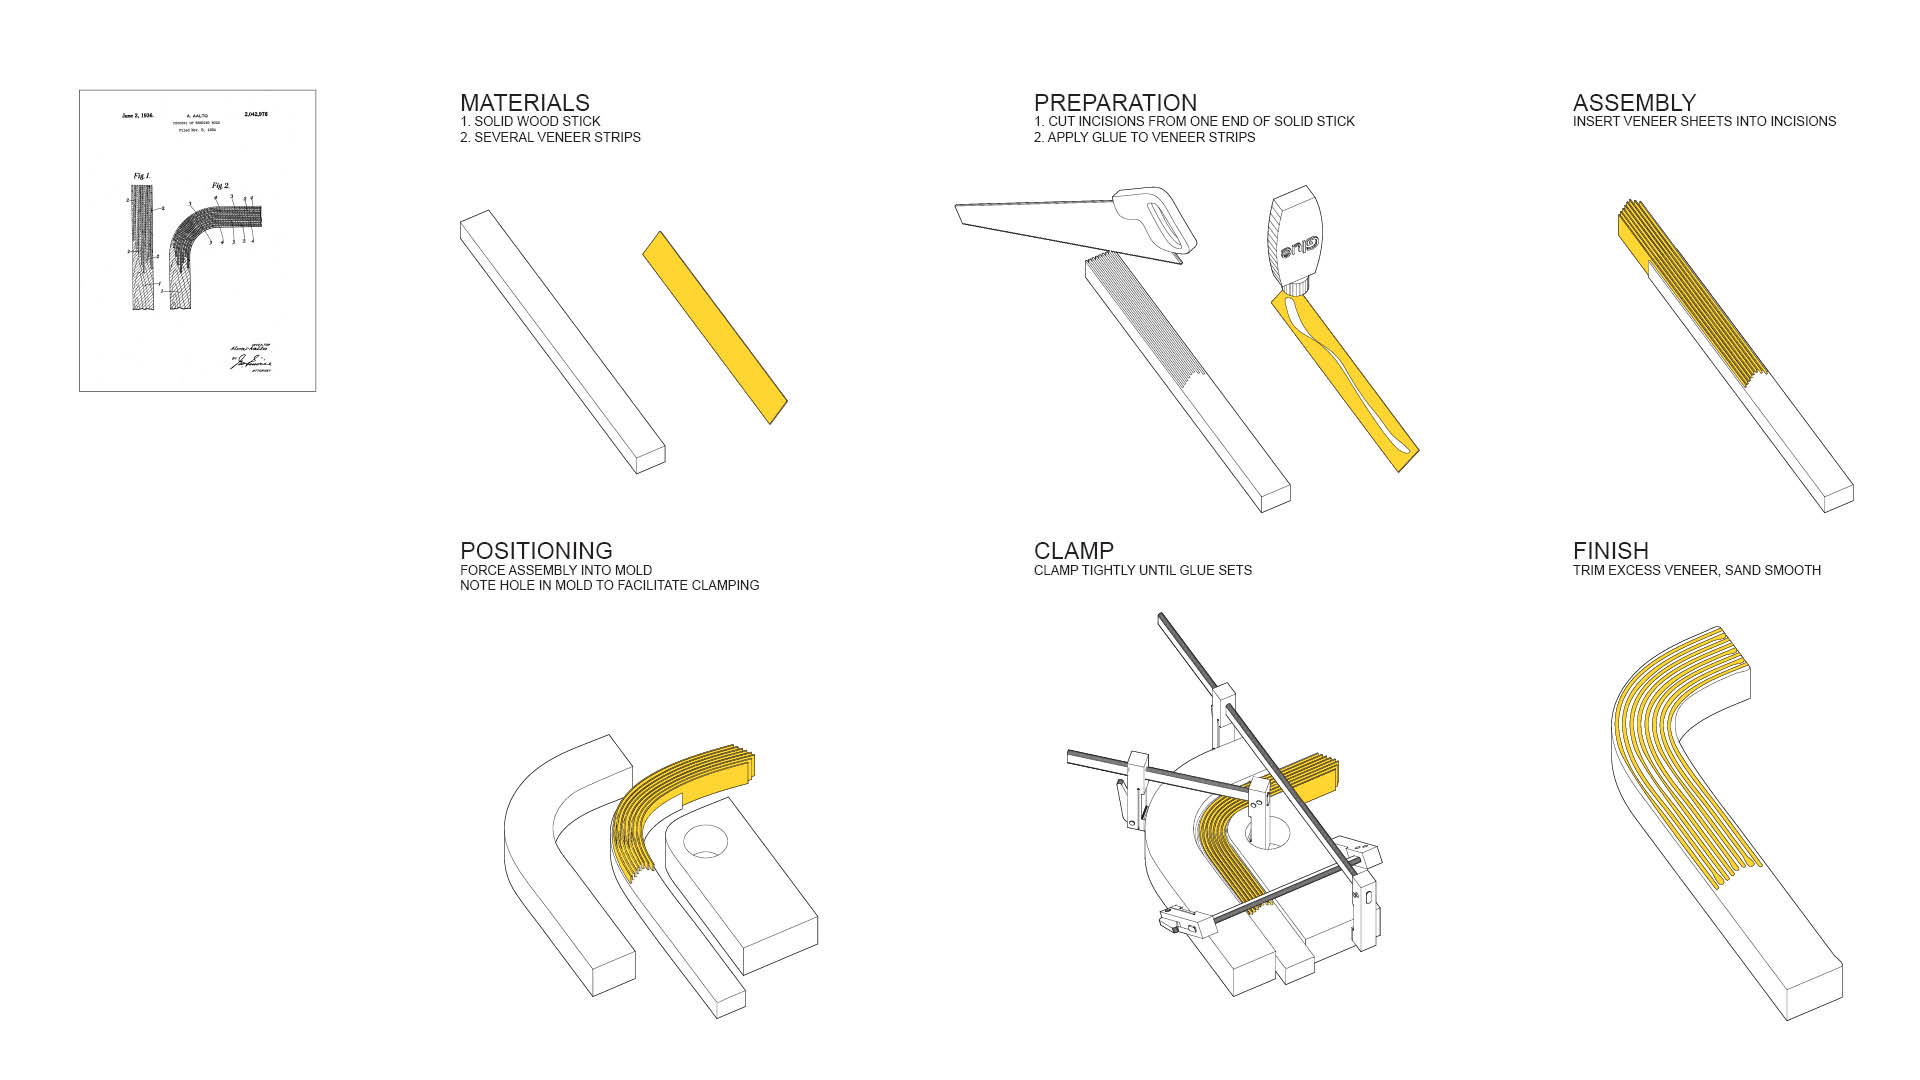 June 2, 1936.
A. AALTO
2,042,976
Filed Nov. 8, 1934
Fig. 1.
Fig. 2.
ATTORNEY
MATERIALS
1. SOLID WOOD STICK
2. SEVERAL VENEER STRIPS
PREPARATION
1. CUT INCISIONS FROM ONE END OF SOLID STICK
2. APPLY GLUE TO VENEER STRIPS
Glue
ASSEMBLY
INSERT VENEER SHEETS INTO INCISIONS
POSITIONING
FORCE ASSEMBLY INTO MOLD
NOTE HOLE IN MOLD TO FACILITATE CLAMPING
CLAMP
CLAMP TIGHTLY UNTIL GLUE SETS
FINISH
TRIM EXCESS VENEER, SAND SMOOTH